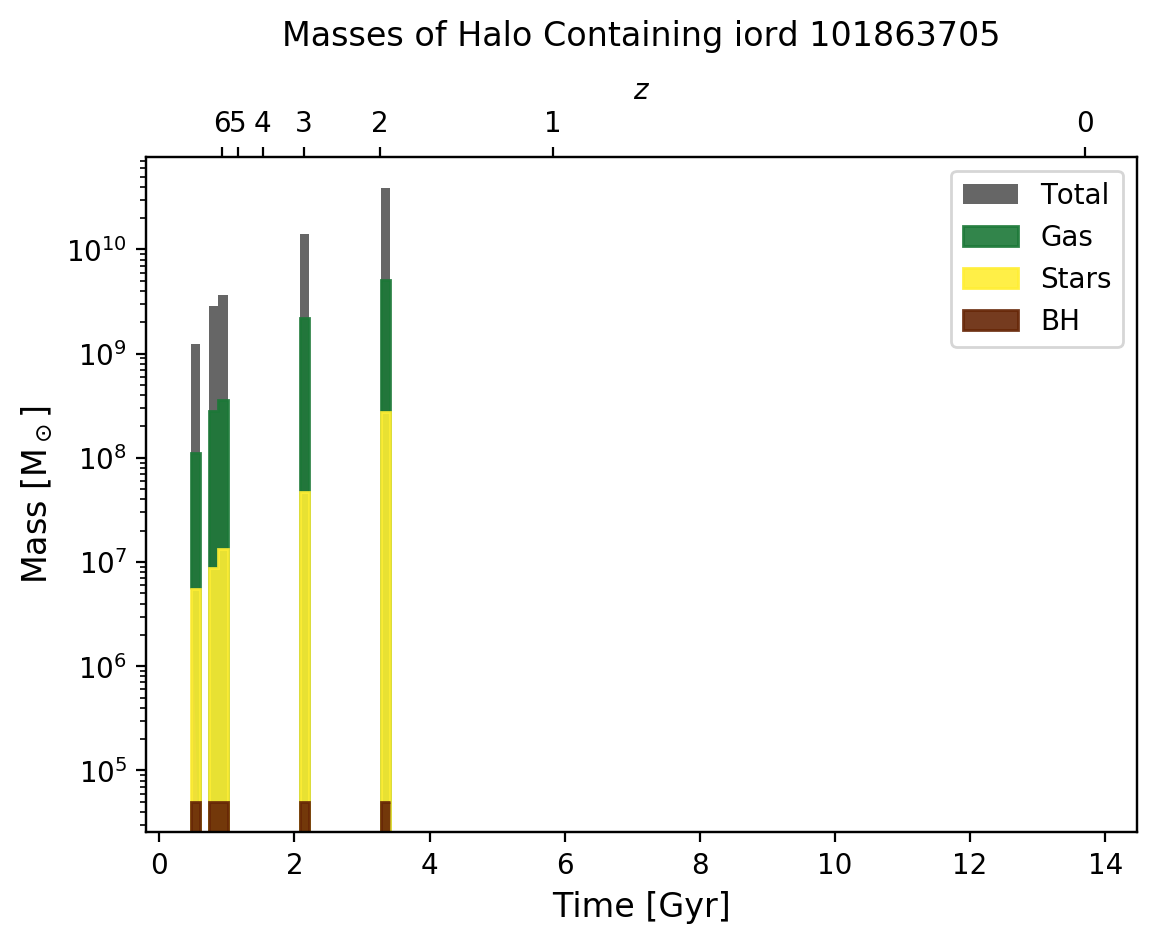 Masses of Halo Containing iord 101863705
z
6 5 4 3 2 1 0
Total
Gas
Stars
BH
10^10
10^9
10^8
10^7
10^6
10^5
Mass [M⊙]
0 2 4 6 8 10 12 14
Time [Gyr]